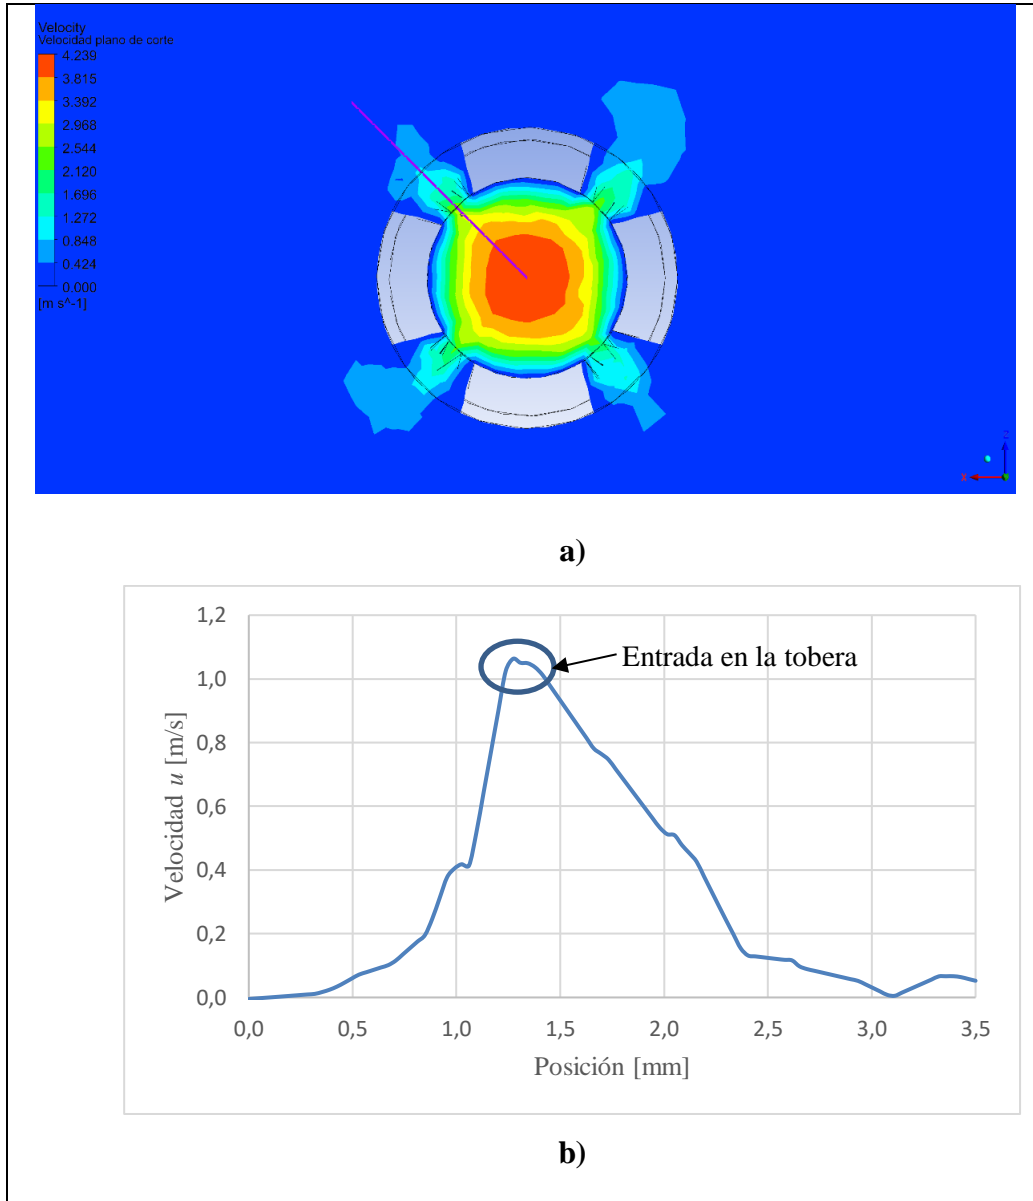 Velocity
Velocidad plano de corte
4.239
3.815
3.392
2.968
2.544
2.120
1.696
1.272
0.848
0.424
0.000
[m s^-1]
Z
X
a)
1,2
1,0
0,8
0,6
0,4
0,2
0,0
Velocidad u [m/s]
Entrada en la tobera
0,0 0,5 1,0 1,5 2,0 2,5 3,0 3,5
Posición [mm]
b)